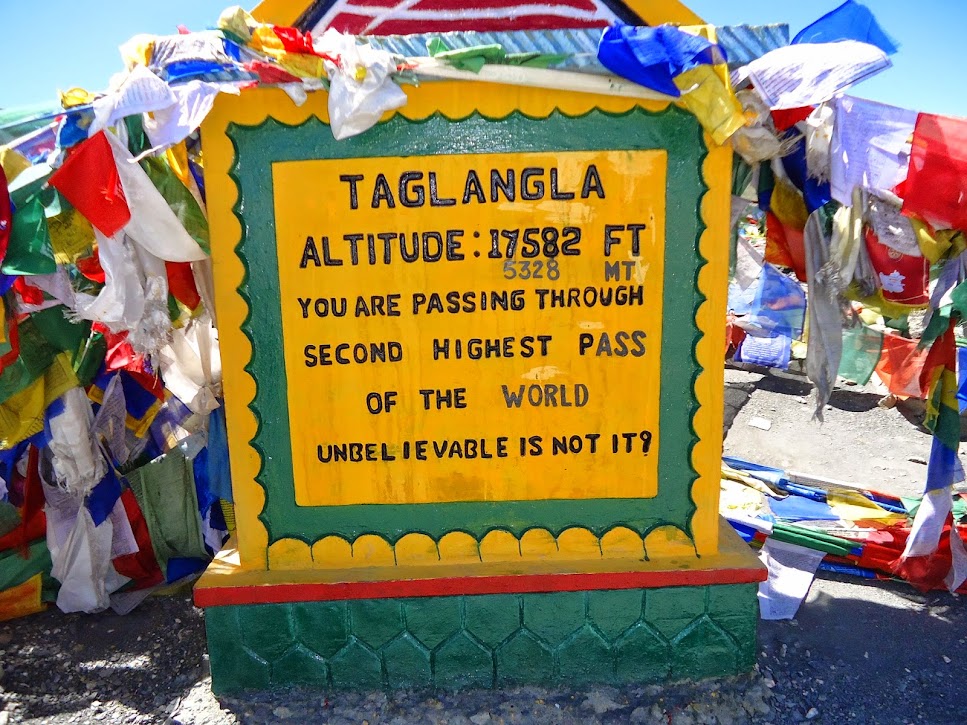 TAGLANGLA
ALTITUDE : 17582 FT
5328 MT
YOU ARE PASSING THROUGH
SECOND HIGHEST PASS
OF THE WORLD
UNBELIEVABLE IS NOT IT?